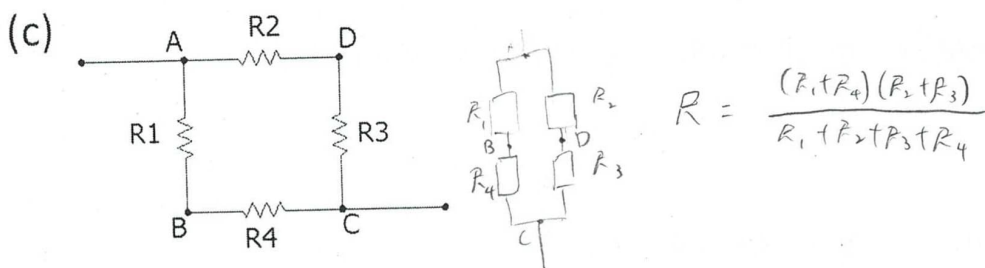 (c)
A R2 D
R1 R3
B R4 C
A
R₁ R₂
B D
R₄ R₃
C
R = (R₁+R₄)(R₂+R₃) / R₁+R₂+R₃+R₄